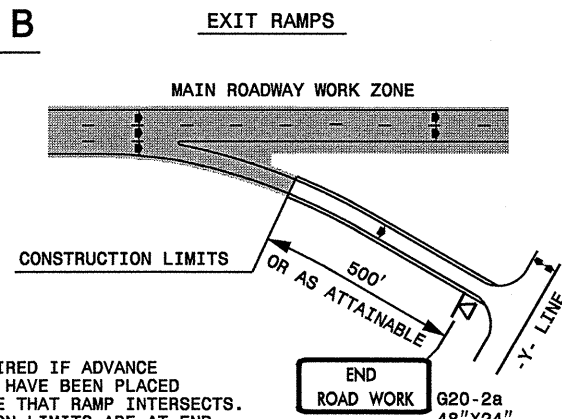 B
EXIT RAMPS
MAIN ROADWAY WORK ZONE
CONSTRUCTION LIMITS
500'
OR AS ATTAINABLE
-Y- LINE
IRED IF ADVANCE
HAVE BEEN PLACED
E THAT RAMP INTERSECTS.
ON LIMITS ARE AT END
END
ROAD WORK
G20-2a
48"X24"